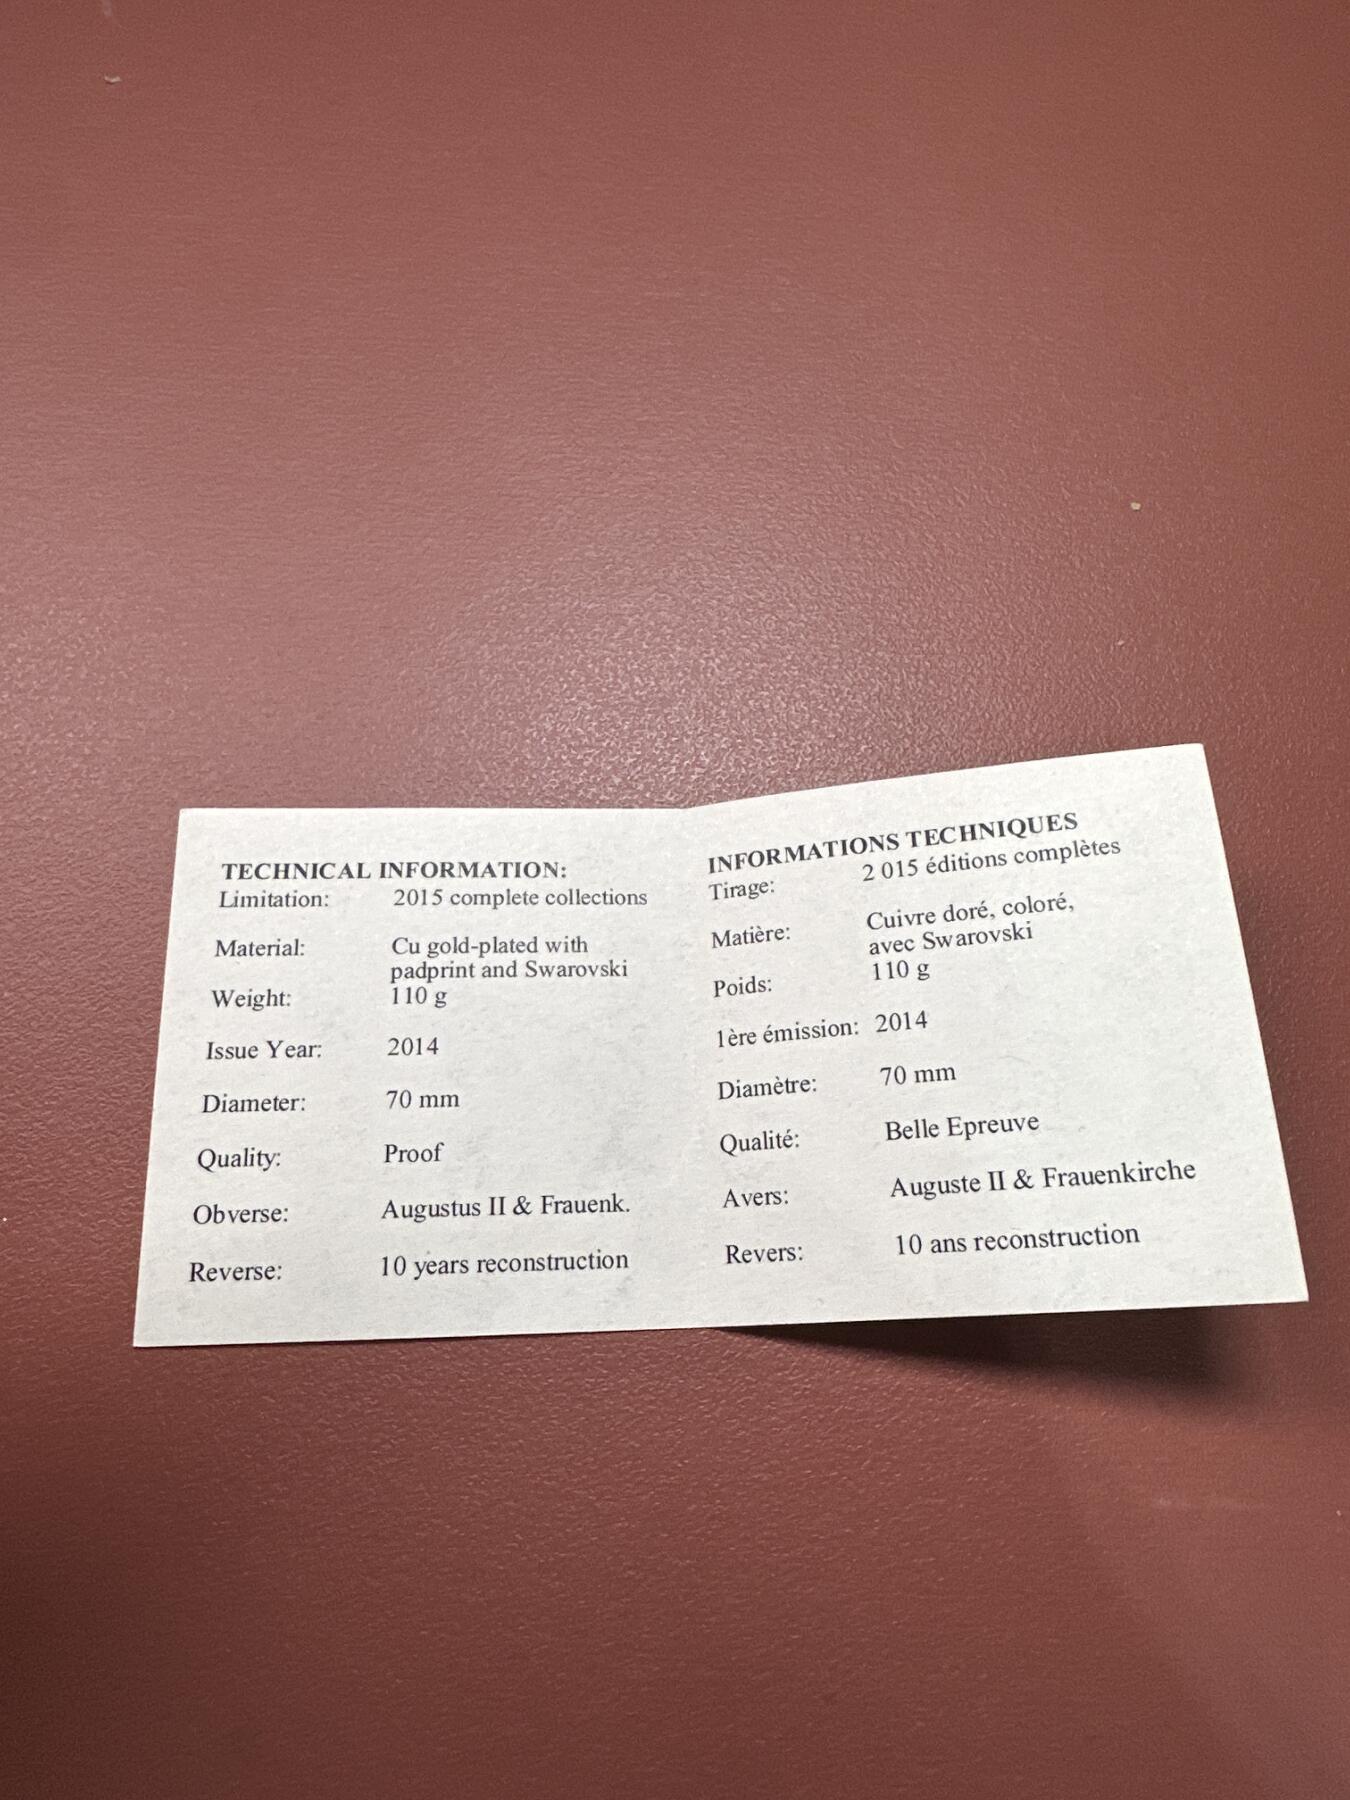 TECHNICAL INFORMATION:
Limitation: 2015 complete collections
Material: Cu gold-plated with
padprint and Swarovski
Weight: 110 g
Issue Year: 2014
Diameter: 70 mm
Quality: Proof
Obverse: Augustus II & Frauenk.
Reverse: 10 years reconstruction
INFORMATIONS TECHNIQUES
Tirage: 2 015 éditions complètes
Matière: Cuivre doré, coloré,
avec Swarovski
Poids: 110 g
1ère émission: 2014
Diamètre: 70 mm
Qualité: Belle Epreuve
Avers: Auguste II & Frauenkirche
Revers: 10 ans reconstruction